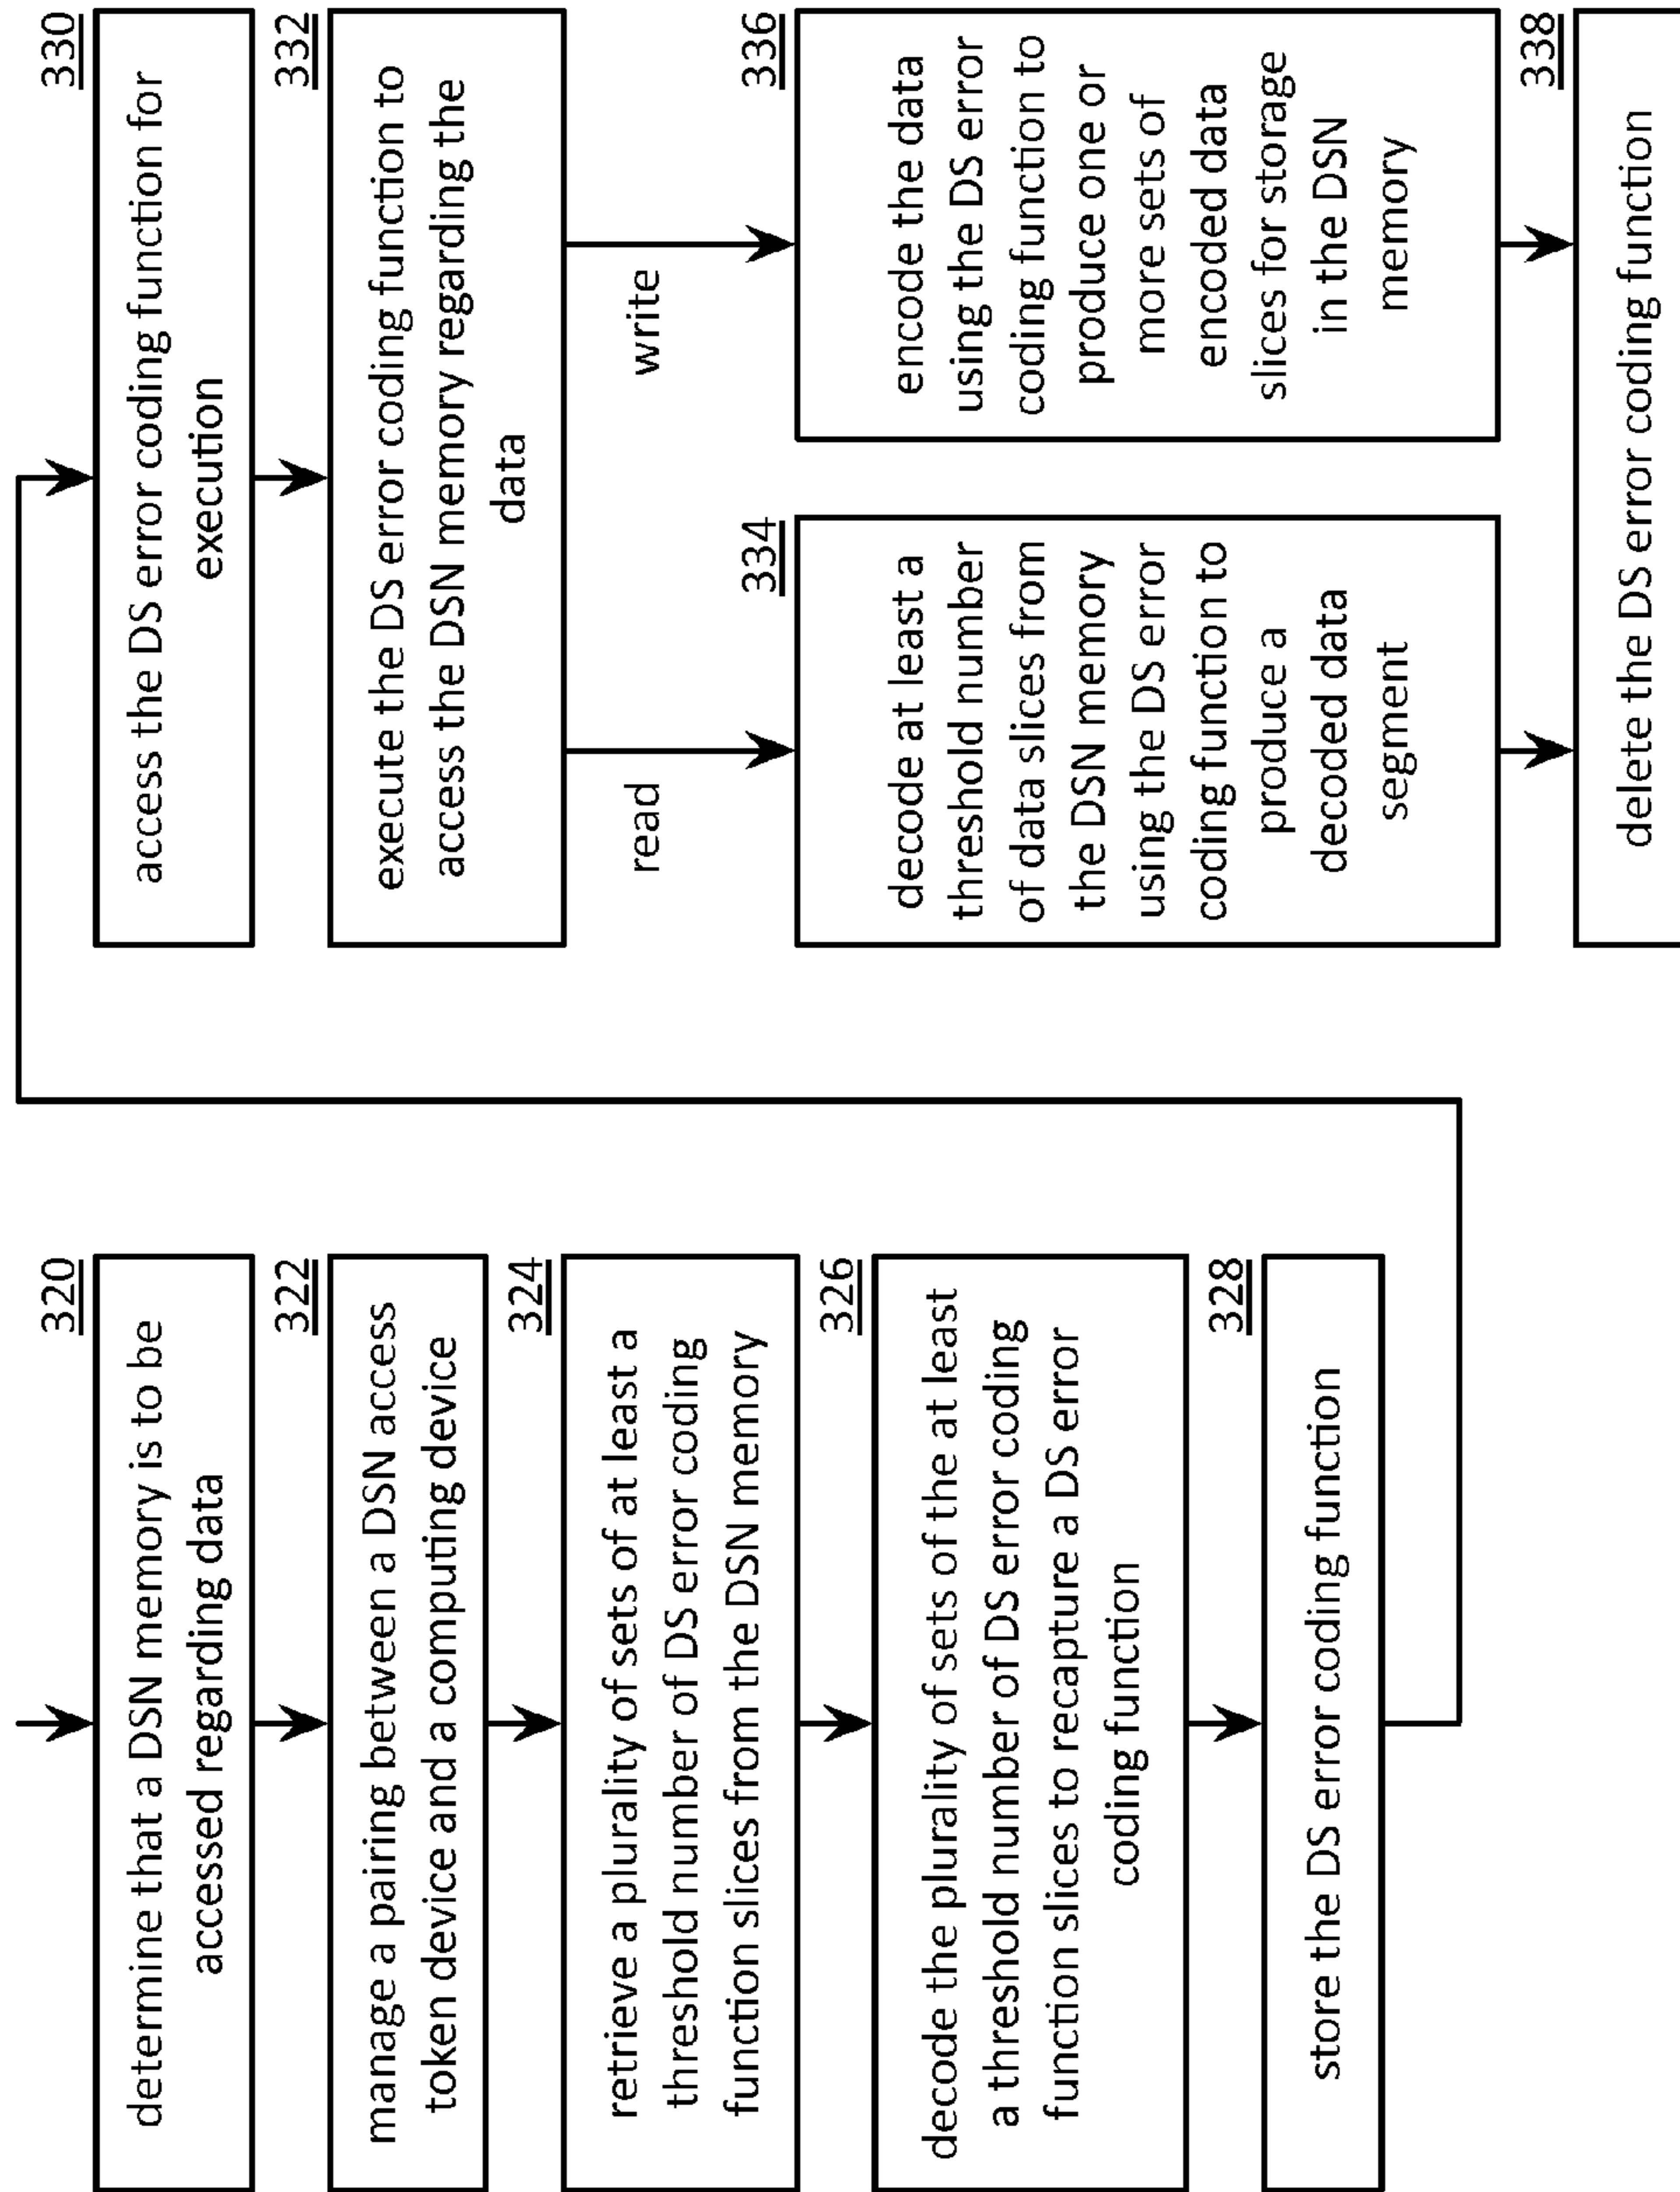 320
determine that a DSN memory is to be
accessed regarding data
322
manage a pairing between a DSN access
token device and a computing device
324
retrieve a plurality of sets of at least a
threshold number of DS error coding
function slices from the DSN memory
326
decode the plurality of sets of the at least
a threshold number of DS error coding
function slices to recapture a DS error
coding function
328
store the DS error coding function
330
access the DS error coding function for
execution
332
execute the DS error coding function to
access the DSN memory regarding the
data
read
write
334
decode at least a
threshold number
of data slices from
the DSN memory
using the DS error
coding function to
produce a
decoded data
segment
336
encode the data
using the DS error
coding function to
produce one or
more sets of
encoded data
slices for storage
in the DSN
memory
338
delete the DS error coding function